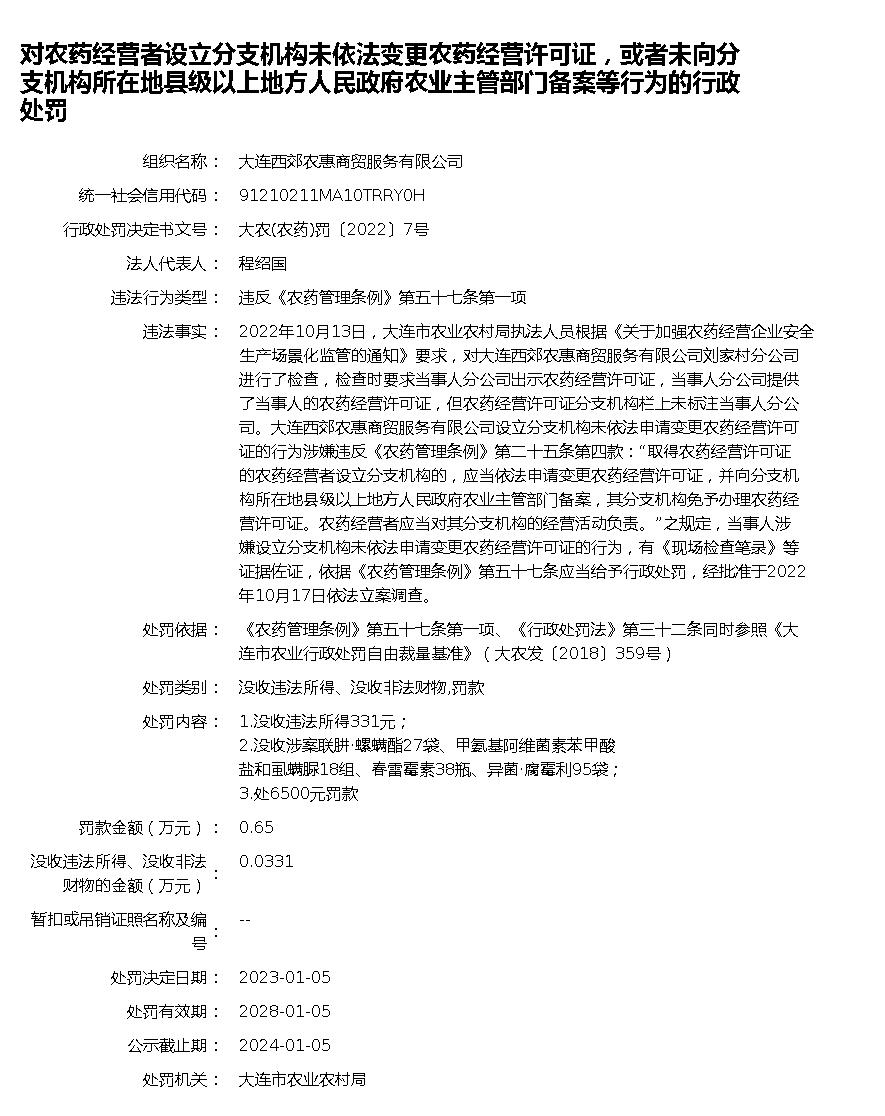 对农药经营者设立分支机构未依法变更农药经营许可证，或者未向分
支机构所在地县级以上地方人民政府农业主管部门备案等行为的行政
处罚
组织名称： 大连西郊农惠商贸服务有限公司
统一社会信用代码： 91210211MA10TRRY0H
行政处罚决定书文号： 大农(农药)罚〔2022〕7号
法人代表人： 程绍国
违法行为类型： 违反《农药管理条例》第五十七条第一项
违法事实： 2022年10月13日，大连市农业农村局执法人员根据《关于加强农药经营企业安全
生产场景化监管的通知》要求，对大连西郊农惠商贸服务有限公司刘家村分公司
进行了检查，检查时要求当事人分公司出示农药经营许可证，当事人分公司提供
了当事人的农药经营许可证，但农药经营许可证分支机构栏上未标注当事人分公
司。大连西郊农惠商贸服务有限公司设立分支机构未依法申请变更农药经营许可
证的行为涉嫌违反《农药管理条例》第二十五条第四款：“取得农药经营许可证
的农药经营者设立分支机构的，应当依法申请变更农药经营许可证，并向分支机
构所在地县级以上地方人民政府农业主管部门备案，其分支机构免予办理农药经
营许可证。农药经营者应当对其分支机构的经营活动负责。”之规定，当事人涉
嫌设立分支机构未依法申请变更农药经营许可证的行为，有《现场检查笔录》等
证据佐证，依据《农药管理条例》第五十七条应当给予行政处罚，经批准于2022
年10月17日依法立案调查。
处罚依据： 《农药管理条例》第五十七条第一项、《行政处罚法》第三十二条同时参照《大
连市农业行政处罚自由裁量基准》（大农发〔2018〕359号）
处罚类别： 没收违法所得、没收非法财物,罚款
处罚内容： 1.没收违法所得331元；
2.没收涉案联肼·螺螨酯27袋、甲氨基阿维菌素苯甲酸
盐和虱螨脲18组、春雷霉素38瓶、异菌·腐霉利95袋；
3.处6500元罚款
罚款金额（万元）： 0.65
没收违法所得、没收非法
财物的金额（万元）： 0.0331
暂扣或吊销证照名称及编
号： --
处罚决定日期： 2023-01-05
处罚有效期： 2028-01-05
公示截止期： 2024-01-05
处罚机关： 大连市农业农村局